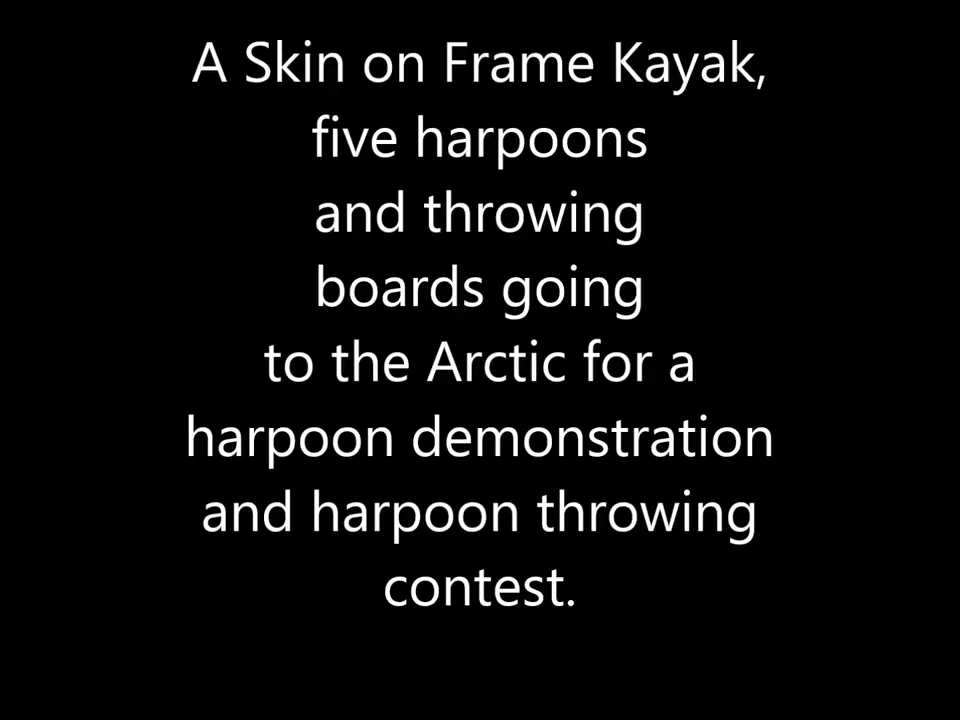 A Skin on Frame Kayak,
five harpoons
and throwing
boards going
to the Arctic for a
harpoon demonstration
and harpoon throwing
contest.